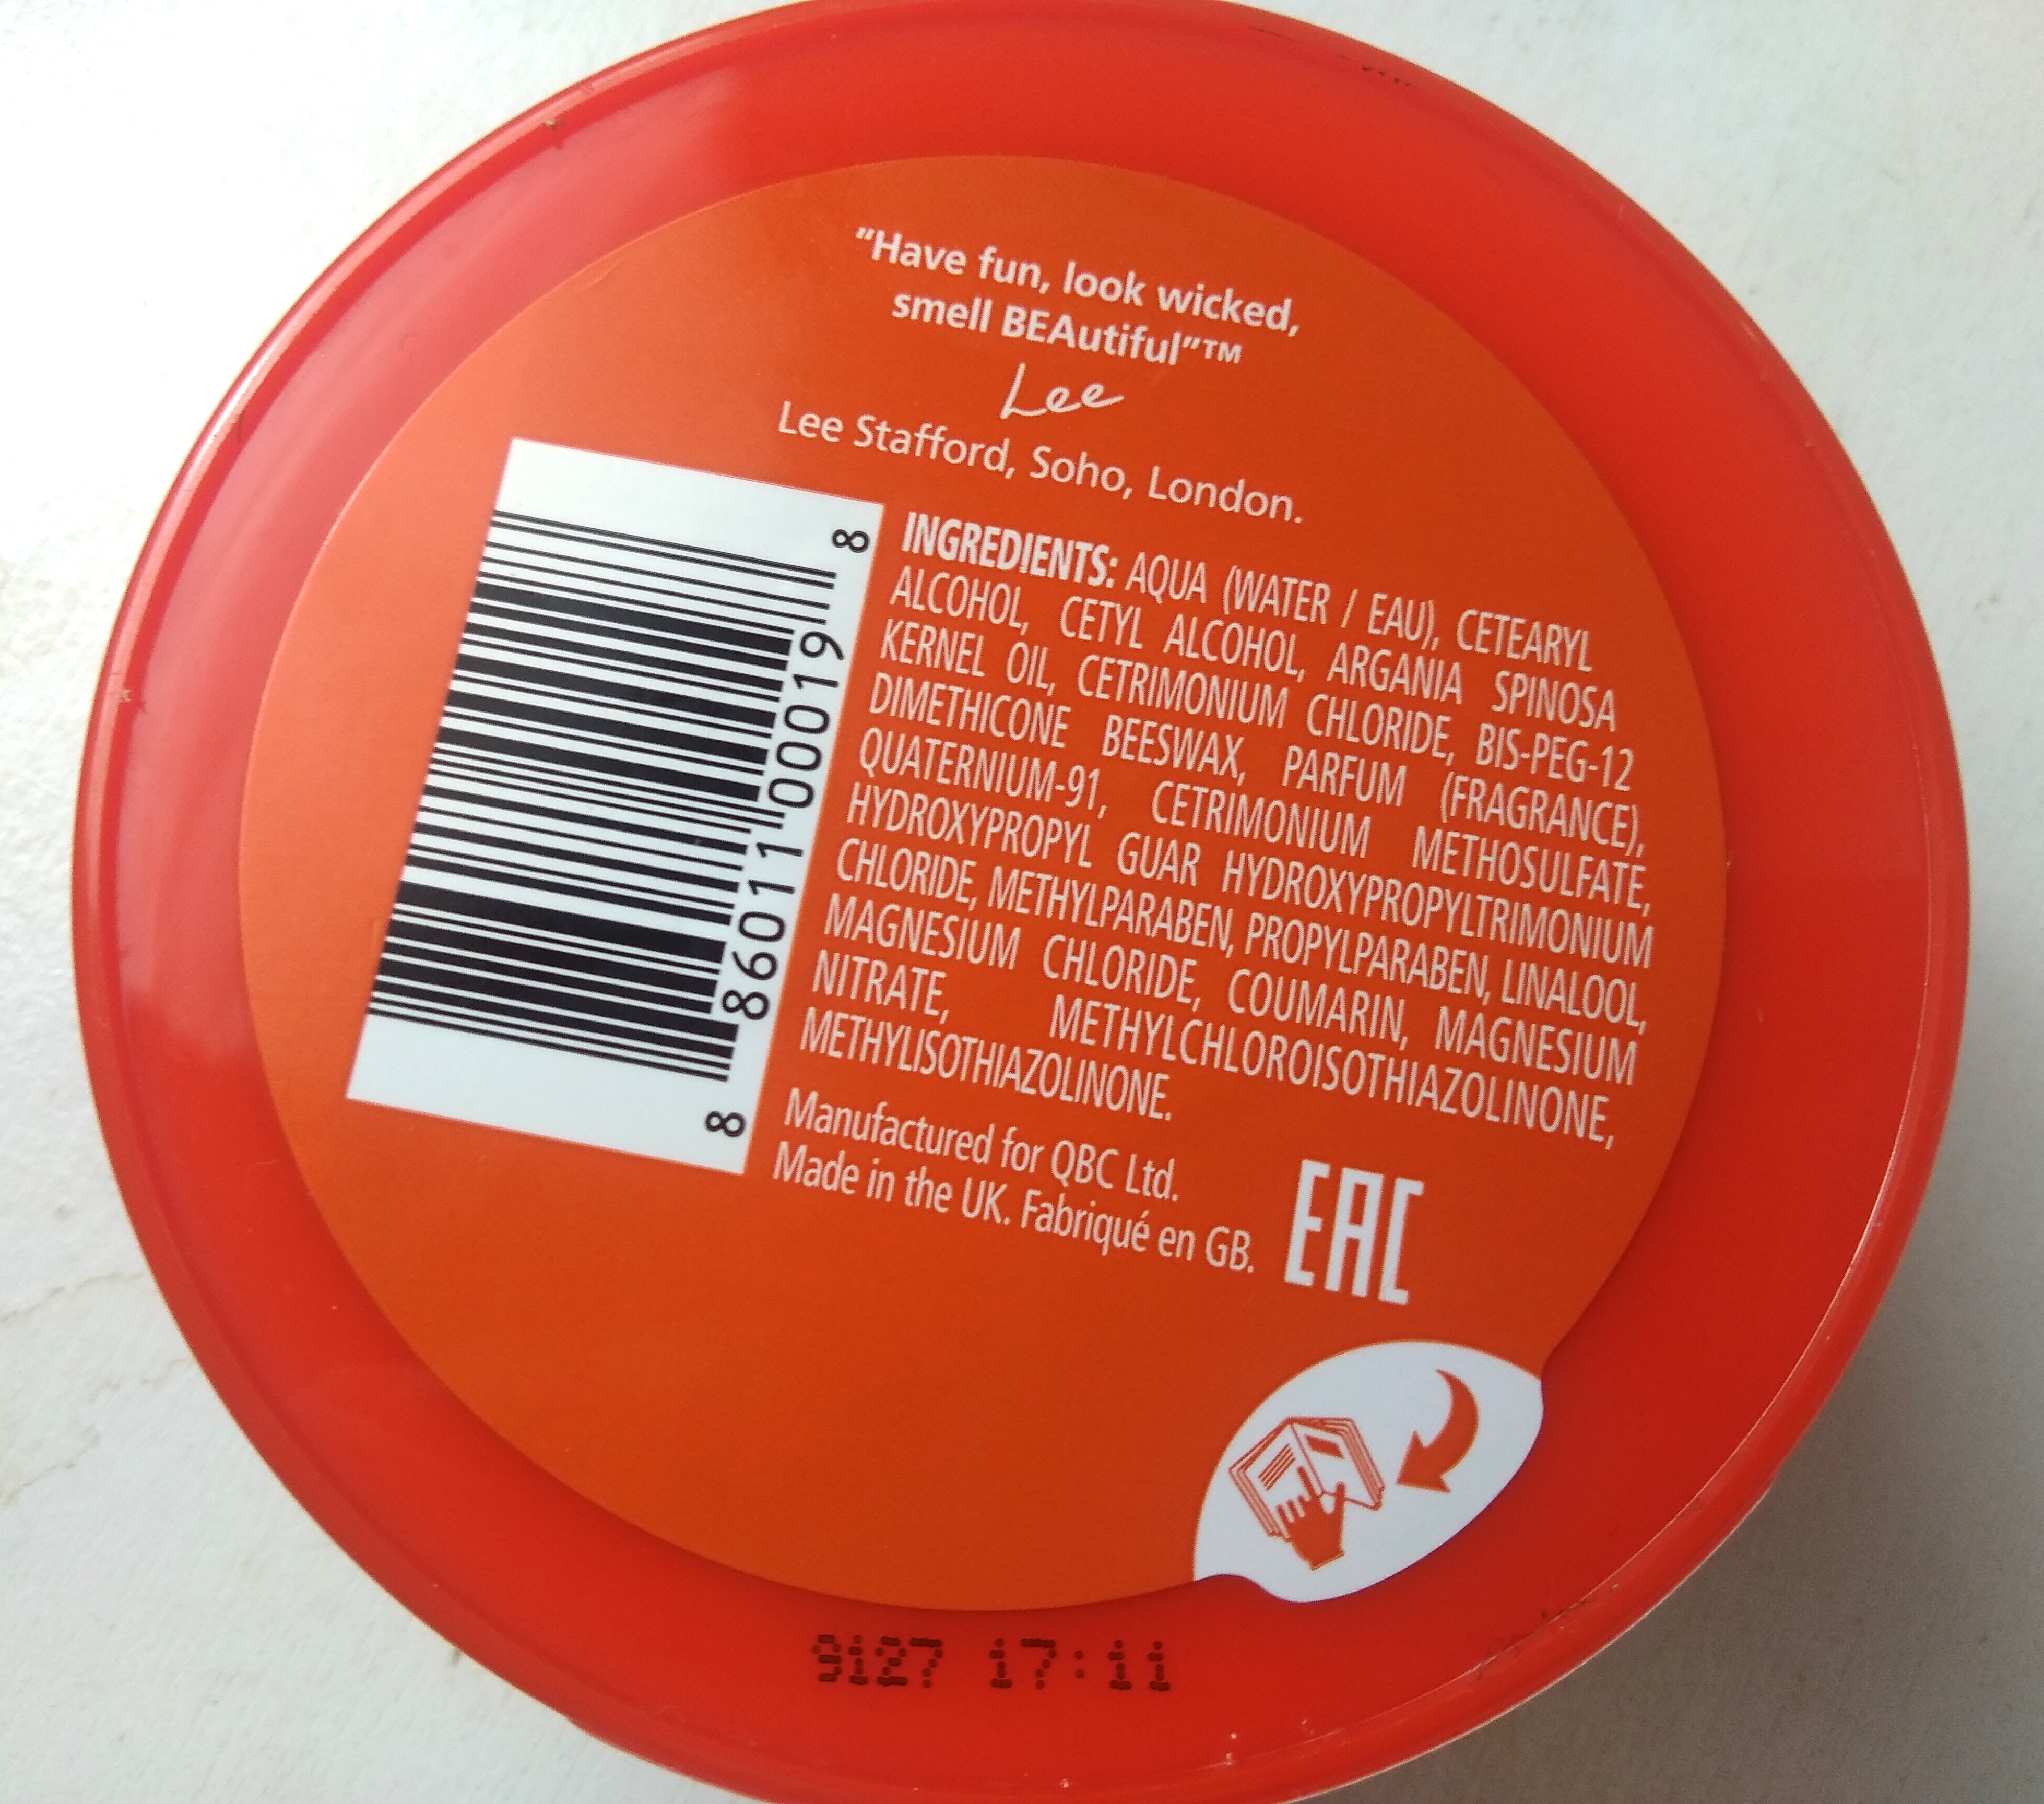 "Have fun, look wicked,
smell BEAutiful"™
Lee
Lee Stafford, Soho, London.
8 860110 00019 8
INGREDIENTS: AQUA (WATER / EAU), CETEARYL
ALCOHOL, CETYL ALCOHOL, ARGANIA SPINOSA
KERNEL OIL, CETRIMONIUM CHLORIDE, BIS-PEG-12
DIMETHICONE BEESWAX, PARFUM (FRAGRANCE),
QUATERNIUM-91, CETRIMONIUM METHOSULFATE,
HYDROXYPROPYL GUAR HYDROXYPROPYLTRIMONIUM
CHLORIDE, METHYLPARABEN, PROPYLPARABEN, LINALOOL,
MAGNESIUM CHLORIDE, COUMARIN, MAGNESIUM
NITRATE, METHYLCHLOROISOTHIAZOLINONE,
METHYLISOTHIAZOLINONE.
Manufactured for QBC Ltd.
Made in the UK. Fabriqué en GB.
EAC
9127 17:11